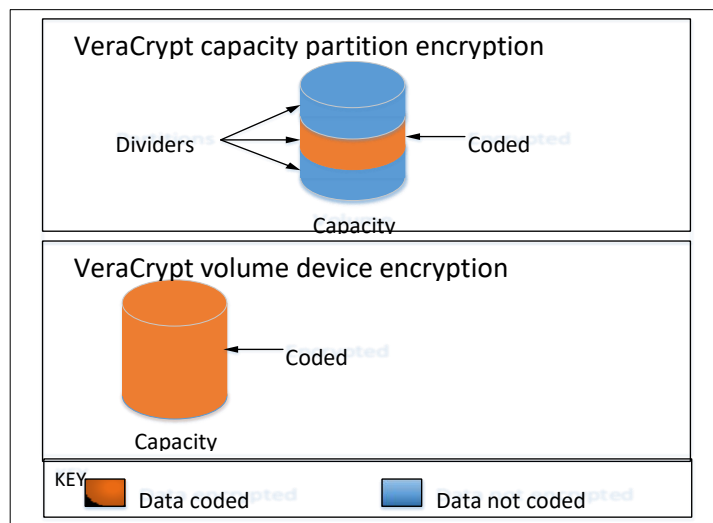 VeraCrypt capacity partition encryption
Dividers
Coded
Capacity
VeraCrypt volume device encryption
Coded
Capacity
KEY
Data coded
Data not coded